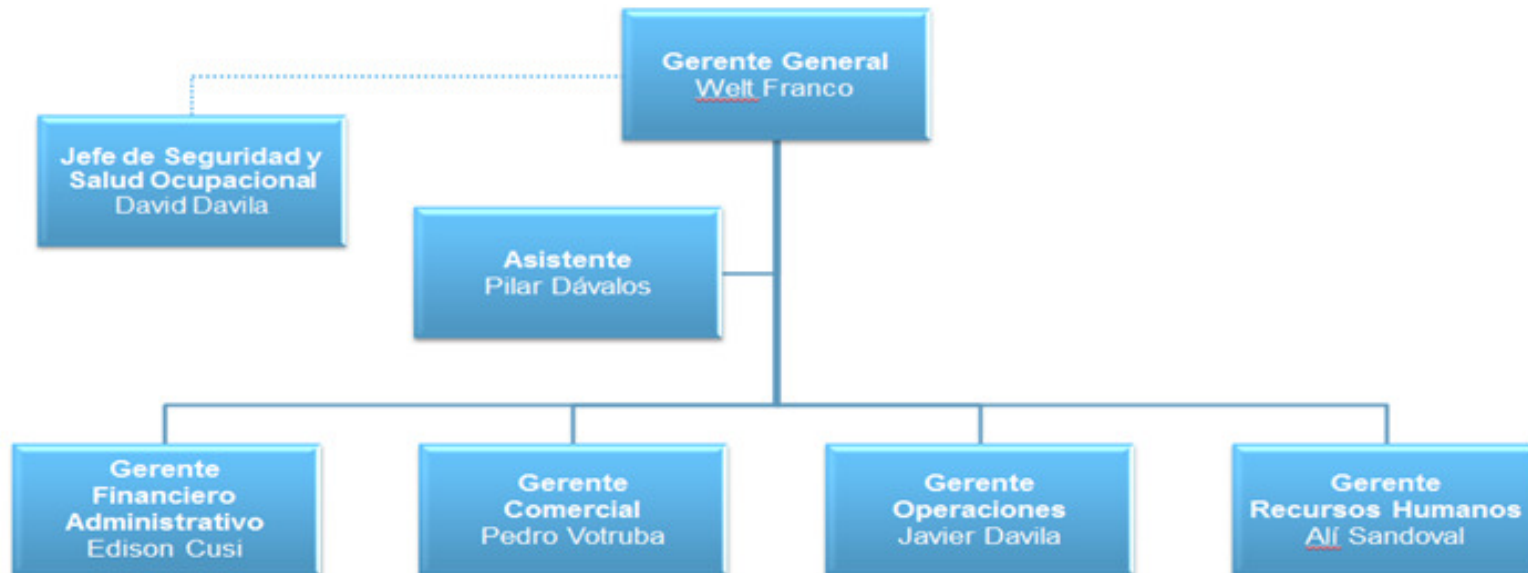 Gerente General
Welt Franco
Jefe de Seguridad y
Salud Ocupacional
David Davila
Asistente
Pilar Dávalos
Gerente
Financiero
Administrativo
Edison Cusi
Gerente
Comercial
Pedro Votruba
Gerente
Operaciones
Javier Davila
Gerente
Recursos Humanos
Alí Sandoval